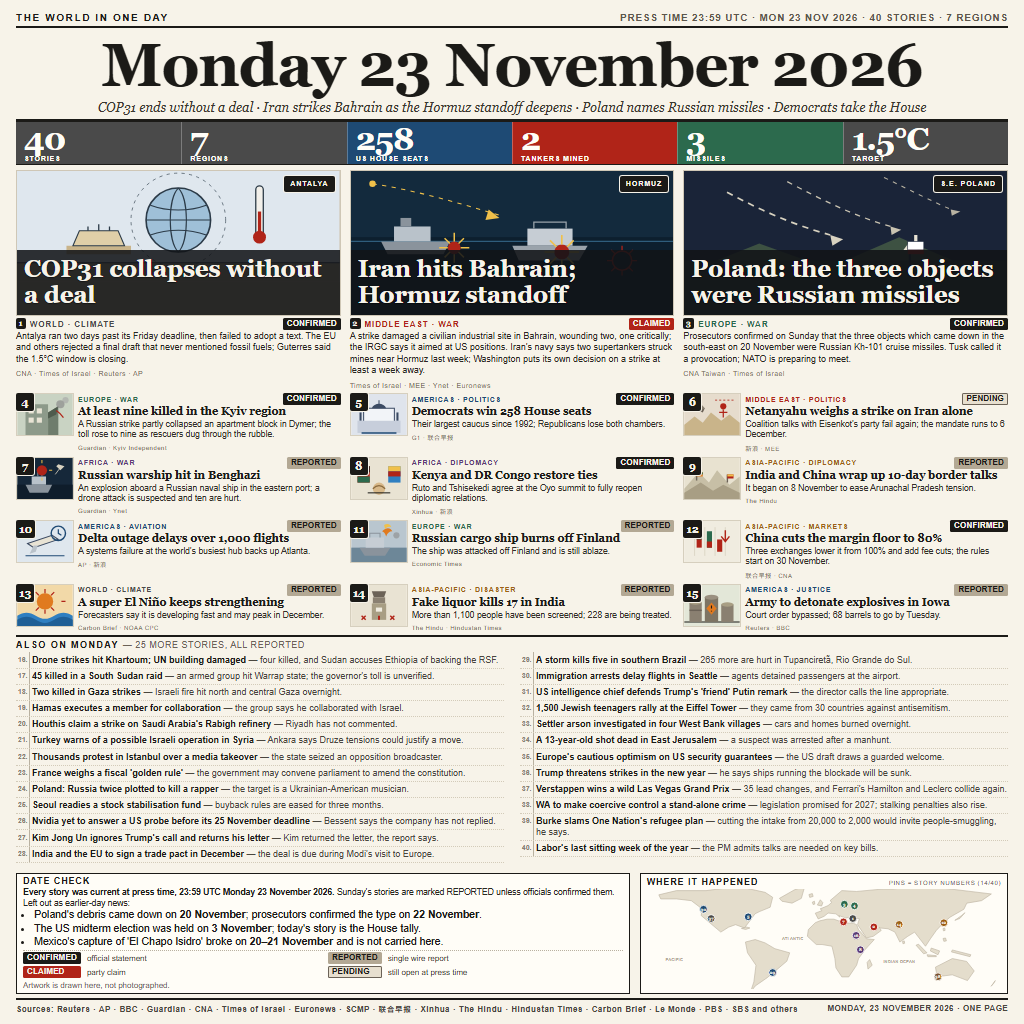 THE WORLD IN ONE DAY
PRESS TIME 23:59 UTC · MON 23 NOV 2026 · 40 STORIES · 7 REGIONS
Monday 23 November 2026
COP31 ends without a deal · Iran strikes Bahrain as the Hormuz standoff deepens · Poland names Russian missiles · Democrats take the House
40
STORIES
7
REGIONS
258
US HOUSE SEATS
2
TANKERS MINED
3
MISSILES
1.5°C
TARGET
ANTALYA
COP31 collapses without
a deal
HORMUZ
Iran hits Bahrain;
Hormuz standoff
S.E. POLAND
Poland: the three objects
were Russian missiles
1 WORLD · CLIMATE CONFIRMED
Antalya ran two days past its Friday deadline, then failed to adopt a text. The EU
and others rejected a final draft that never mentioned fossil fuels; Guterres said
the 1.5°C window is closing.
CNA · Times of Israel · Reuters · AP
2 MIDDLE EAST · WAR CLAIMED
A strike damaged a civilian industrial site in Bahrain, wounding two, one critically;
the IRGC says it aimed at US positions. Iran's navy says two supertankers struck
mines near Hormuz last week; Washington puts its own decision on a strike at
least a week away.
Times of Israel · MEE · Ynet · Euronews
3 EUROPE · WAR CONFIRMED
Prosecutors confirmed on Sunday that the three objects which came down in the
south-east on 20 November were Russian Kh-101 cruise missiles. Tusk called it
a provocation; NATO is preparing to meet.
CNA Taiwan · Times of Israel
4 EUROPE · WAR CONFIRMED
At least nine killed in the Kyiv region
A Russian strike partly collapsed an apartment block in Dymer; the
toll rose to nine as rescuers dug through the rubble.
Guardian · Kyiv Independent
5 AMERICAS · POLITICS CONFIRMED
Democrats win 258 House seats
Their largest caucus since 1992; Republicans lose both chambers.
G1 · 联合早报
6 MIDDLE EAST · POLITICS PENDING
Netanyahu weighs a strike on Iran alone
Coalition talks with Eisenkot's party fail again; the mandate runs to 6
December.
新浪 · MEE
7 AFRICA · WAR REPORTED
Russian warship hit in Benghazi
An explosion aboard a Russian naval ship in the eastern port; a
drone attack is suspected and ten are hurt.
Guardian · Ynet
8 AFRICA · DIPLOMACY CONFIRMED
Kenya and DR Congo restore ties
Ruto and Tshisekedi agree at the Oyo summit to fully reopen
diplomatic relations.
Xinhua · 新浪
9 ASIA-PACIFIC · DIPLOMACY REPORTED
India and China wrap up 10-day border talks
It began on 8 November to ease Arunachal Pradesh tension.
The Hindu
10 AMERICAS · AVIATION REPORTED
Delta outage delays over 1,000 flights
A systems failure at the world's busiest hub backs up Atlanta.
AP · 新浪
11 EUROPE · WAR REPORTED
Russian cargo ship burns off Finland
The ship was attacked off Finland and is still ablaze.
Economic Times
12 ASIA-PACIFIC · MARKETS CONFIRMED
China cuts the margin floor to 80%
Three exchanges lower it from 100% and add fee cuts; the rules
start on 30 November.
联合早报 · CNA
13 WORLD · CLIMATE REPORTED
A super El Niño keeps strengthening
Forecasters say it is developing fast and may peak in December.
Carbon Brief · NOAA CPC
14 ASIA-PACIFIC · DISASTER REPORTED
Fake liquor kills 17 in India
More than 1,100 people have been screened; 228 are being treated.
The Hindu · Hindustan Times
15 AMERICAS · JUSTICE REPORTED
Army to detonate explosives in Iowa
Court order bypassed; 68 barrels to go by Tuesday.
Reuters · BBC
ALSO ON MONDAY — 25 MORE STORIES, ALL REPORTED
16. Drone strikes hit Khartoum; UN building damaged — four killed, and Sudan accuses Ethiopia of backing the RSF.
17. 45 killed in a South Sudan raid — an armed group hit Warrap state; the governor's toll is unverified.
18. Two killed in Gaza strikes — Israeli fire hit north and central Gaza overnight.
19. Hamas executes a member for collaboration — the group says he collaborated with Israel.
20. Houthis claim a strike on Saudi Arabia's Rabigh refinery — Riyadh has not commented.
21. Turkey warns of a possible Israeli operation in Syria — Ankara says Druze tensions could justify a move.
22. Thousands protest in Istanbul over a media takeover — the state seized an opposition broadcaster.
23. France weighs a fiscal 'golden rule' — the government may convene parliament to amend the constitution.
24. Poland: Russia twice plotted to kill a rapper — the target is a Ukrainian-American musician.
25. Seoul readies a stock stabilisation fund — buyback rules are eased for three months.
26. Nvidia yet to answer a US probe before its 25 November deadline — Bessent says the company has not replied.
27. Kim Jong Un ignores Trump's call and returns his letter — Kim returned the letter, the report says.
28. India and the EU to sign a trade pact in December — the deal is due during Modi's visit to Europe.
29. A storm kills five in southern Brazil — 265 more are hurt in Tupanciretã, Rio Grande do Sul.
30. Immigration arrests delay flights in Seattle — agents detained passengers at the airport.
31. US intelligence chief defends Trump's 'friend' Putin remark — the director calls the line appropriate.
32. 1,500 Jewish teenagers rally at the Eiffel Tower — they came from 30 countries against antisemitism.
33. Settler arson investigated in four West Bank villages — cars and homes burned overnight.
34. A 13-year-old shot dead in East Jerusalem — a suspect was arrested after a manhunt.
35. Europe's cautious optimism on US security guarantees — the US draft draws a guarded welcome.
36. Trump threatens strikes in the new year — he says ships running the blockade will be sunk.
37. Verstappen wins a wild Las Vegas Grand Prix — 35 lead changes, and Ferrari's Hamilton and Leclerc collide again.
38. WA to make coercive control a stand-alone crime — legislation promised for 2027; stalking penalties also rise.
39. Burke slams One Nation's refugee plan — cutting the intake from 20,000 to 2,000 would invite people-smuggling,
he says.
40. Labor's last sitting week of the year — the PM admits talks are needed on key bills.
DATE CHECK
Every story was current at press time, 23:59 UTC Monday 23 November 2026. Sunday's stories are marked REPORTED unless officials confirmed them.
Left out as earlier-day news:
• Poland's debris came down on 20 November; prosecutors confirmed the type on 22 November.
• The US midterm election was held on 3 November; today's story is the House tally.
• Mexico's capture of 'El Chapo Isidro' broke on 20–21 November and is not carried here.
CONFIRMED official statement
REPORTED single wire report
CLAIMED party claim
PENDING still open at press time
Artwork is drawn here, not photographed.
WHERE IT HAPPENED
PINS = STORY NUMBERS (14/40)
ATLANTIC
PACIFIC
INDIAN OCEAN
Sources: Reuters · AP · BBC · Guardian · CNA · Times of Israel · Euronews · SCMP · 联合早报 · Xinhua · The Hindu · Hindustan Times · Carbon Brief · Le Monde · PBS · SBS and others
MONDAY, 23 NOVEMBER 2026 · ONE PAGE